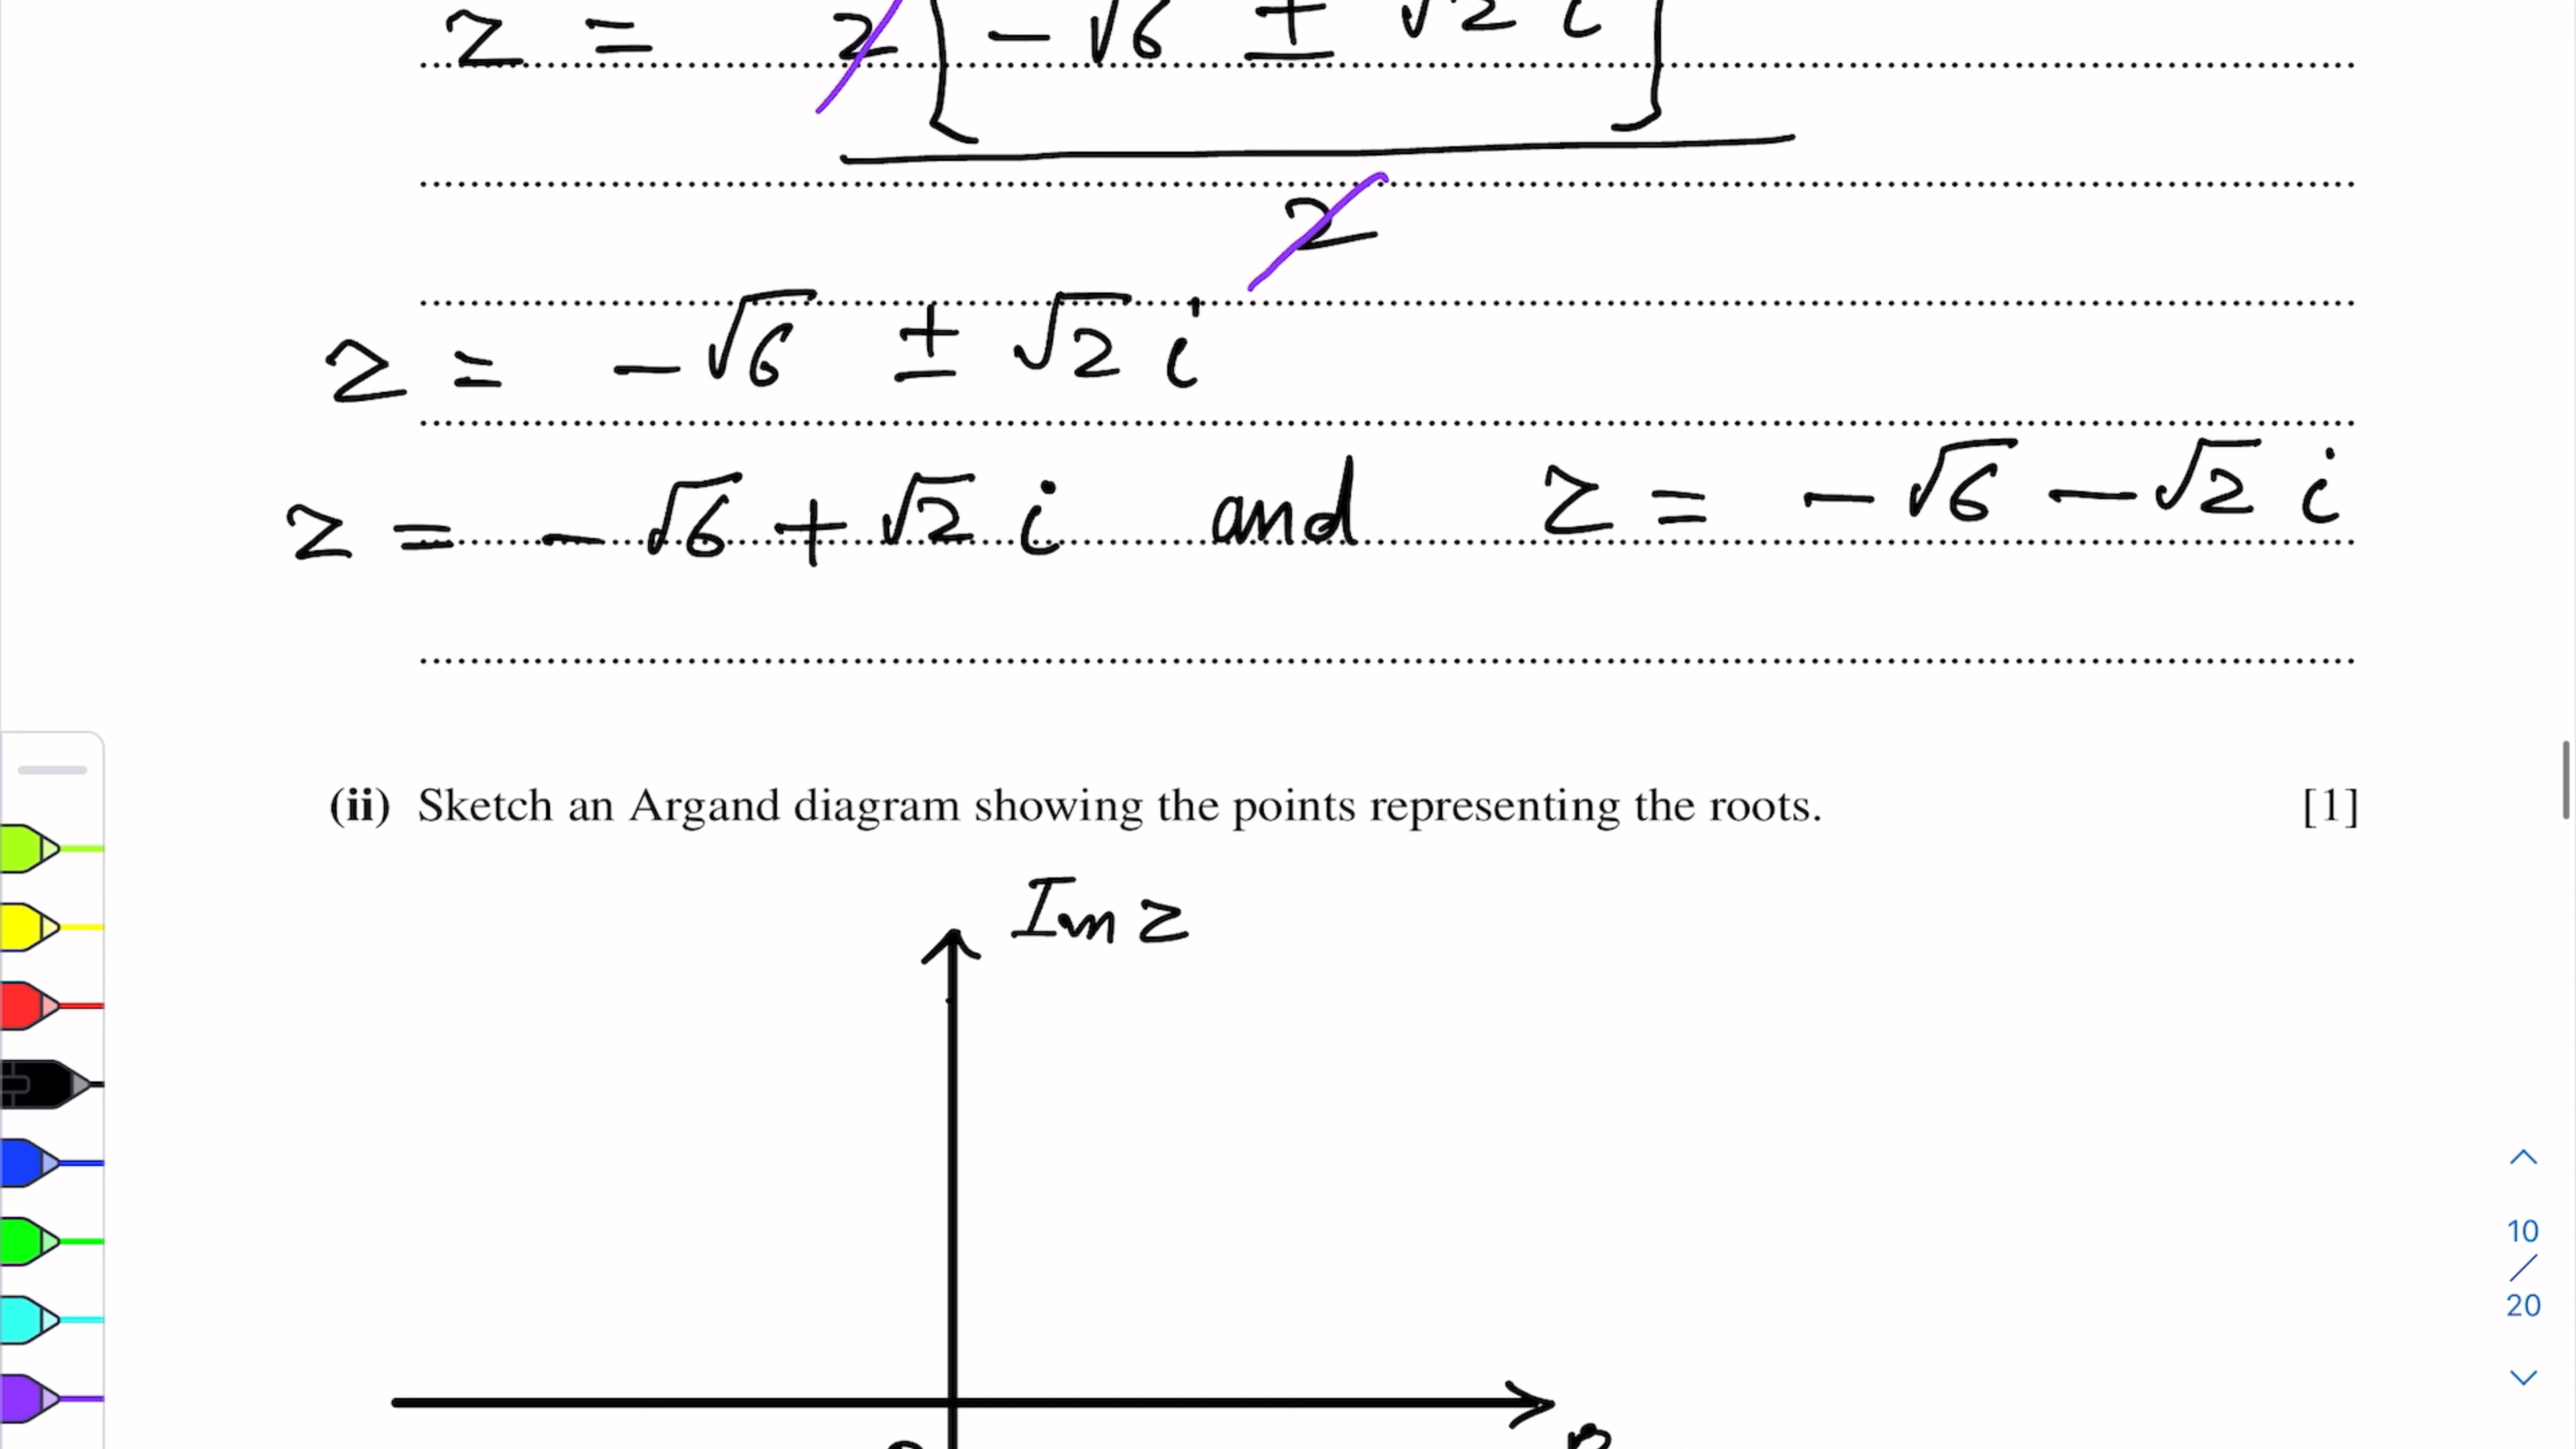 z = 2[-√6 ± √2 i]
2
z = -√6 ± √2 i
z = -√6 + √2 i and z = -√6 - √2 i
(ii) Sketch an Argand diagram showing the points representing the roots. [1]
Im z
10
/
20